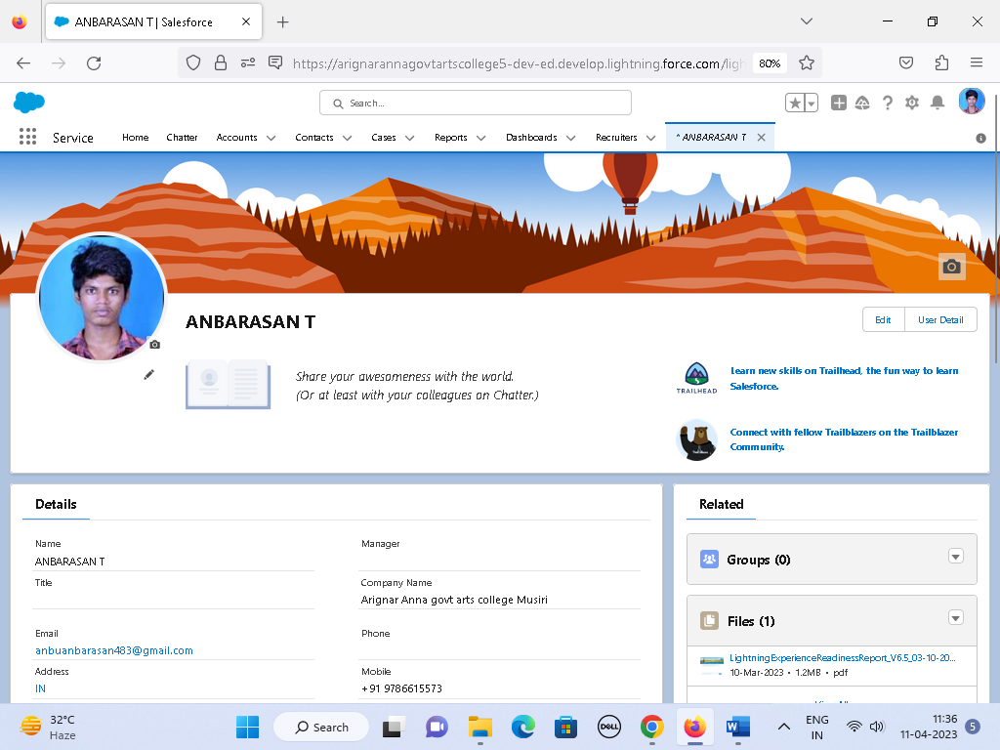 ANBARASAN T | Salesforce
https://arignarannagovtartscollege5-dev-ed.develop.lightning.force.com/ligh
80%
Search...
Service
Home
Chatter
Accounts
Contacts
Cases
Reports
Dashboards
Recruiters
* ANBARASAN T
ANBARASAN T
Edit
User Detail
Share your awesomeness with the world.
(Or at least with your colleagues on Chatter.)
TRAILHEAD
Learn new skills on Trailhead, the fun way to learn
Salesforce.
Connect with fellow Trailblazers on the Trailblazer
Community.
Details
Name
ANBARASAN T
Manager
Title
Company Name
Arignar Anna govt arts college Musiri
Email
anbuanbarasan483@gmail.com
Phone
Address
IN
Mobile
+91 9786615573
Related
Groups (0)
Files (1)
LightningExperienceReadinessReport_V6.5_03-10-20...
10-Mar-2023 • 1.2MB • pdf
32°C
Haze
Search
DELL
ENG
IN
11:36
11-04-2023
5